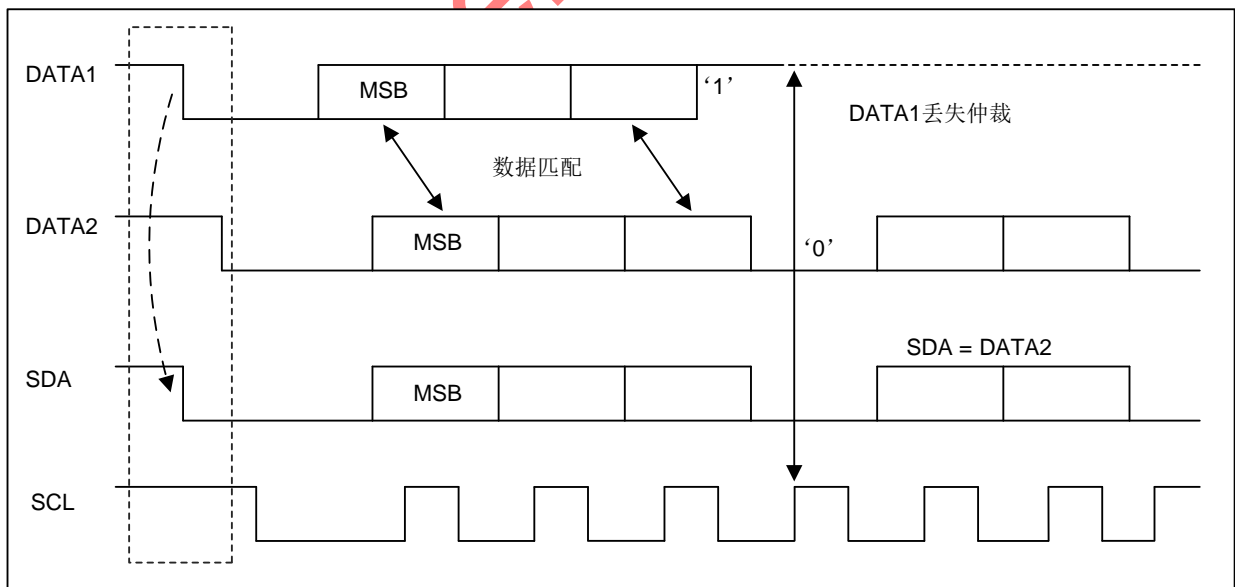 DATA1
MSB
‘1’
DATA1丢失仲裁
数据匹配
DATA2
MSB
‘0’
SDA = DATA2
SDA
MSB
SCL